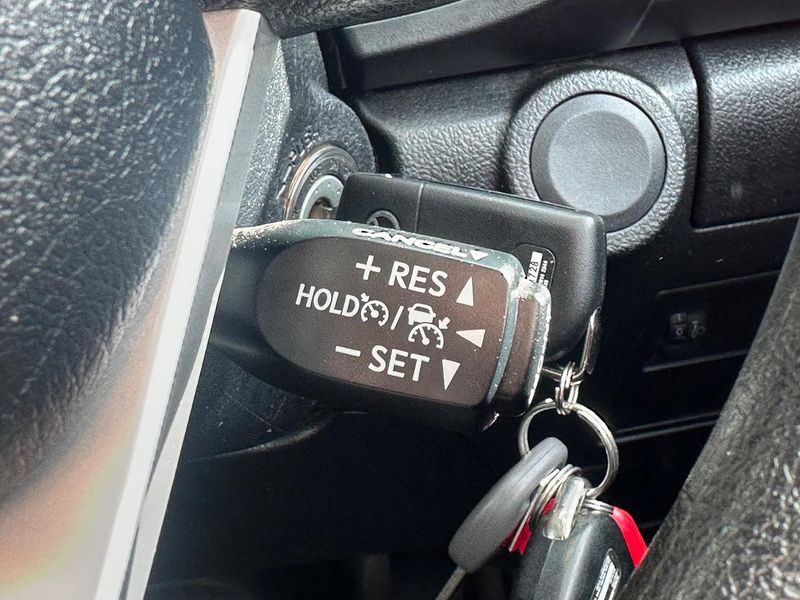 CANCEL
+ RES
HOLD /
− SET